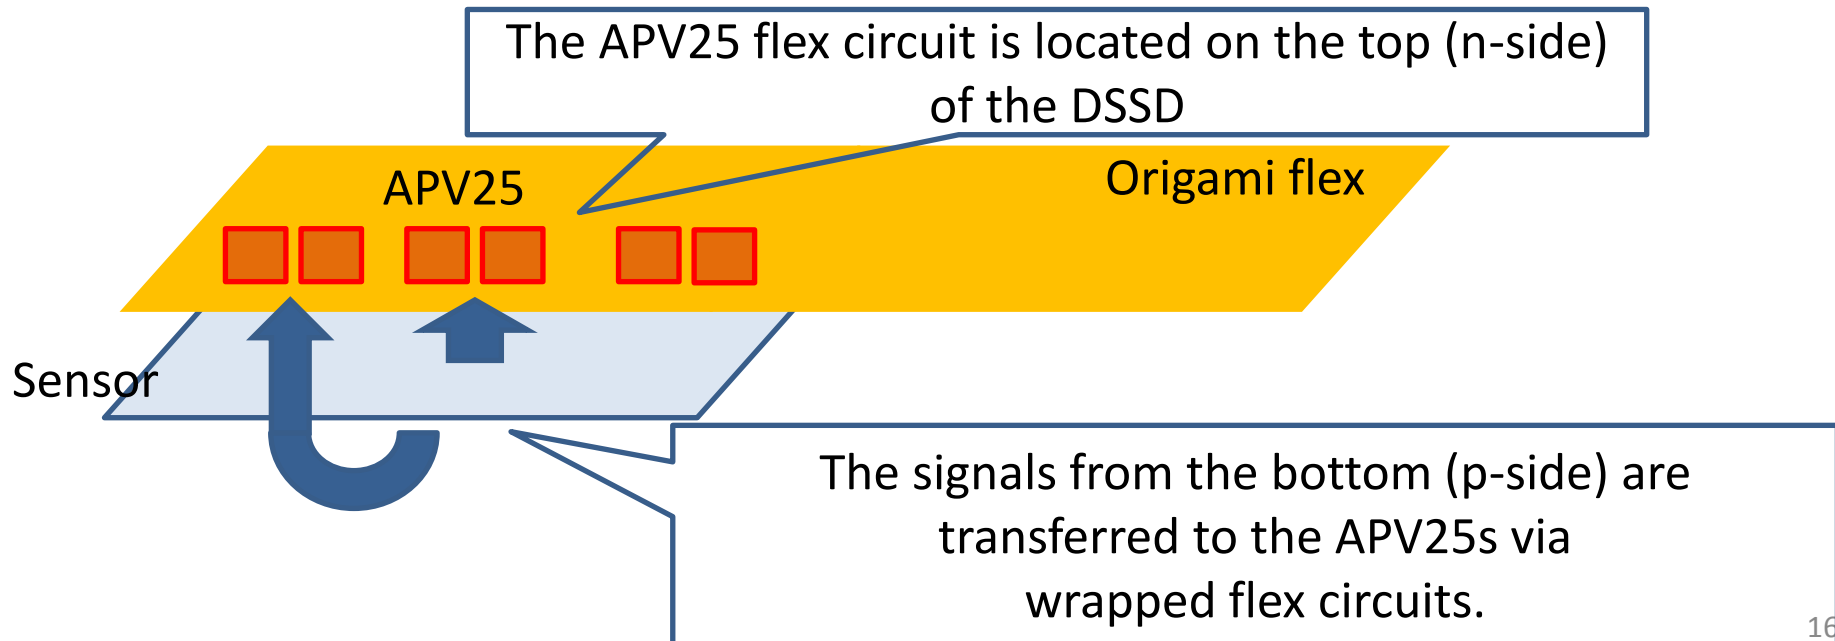 The APV25 flex circuit is located on the top (n-side)
of the DSSD
APV25
Origami flex
Sensor
The signals from the bottom (p-side) are
transferred to the APV25s via
wrapped flex circuits.
16